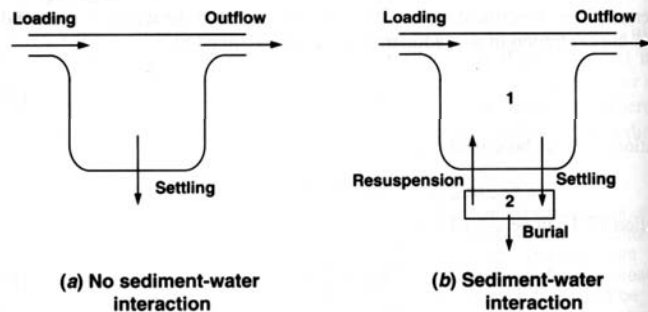 Loading
Outflow
Settling
(a) No sediment-water
interaction
Loading
Outflow
1
Resuspension
Settling
2
Burial
(b) Sediment-water
interaction